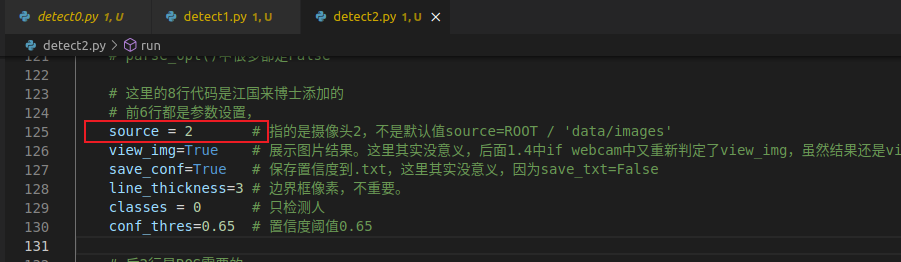 detect0.py 1, U detect1.py 1, U detect2.py 1, U
detect2.py > run
121 # parse_opt()中很多都是False
122
123 # 这里的8行代码是江国来博士添加的
124 # 前6行都是参数设置，
125 source = 2 # 指的是摄像头2，不是默认值source=ROOT / 'data/images'
126 view_img=True # 展示图片结果。这里其实没意义，后面1.4中if webcam中又重新判定了view_img，虽然结果还是vi
127 save_conf=True # 保存置信度到.txt，这里其实没意义，因为save_txt=False
128 line_thickness=3 # 边界框像素，不重要。
129 classes = 0 # 只检测人
130 conf_thres=0.65 # 置信度阈值0.65
131